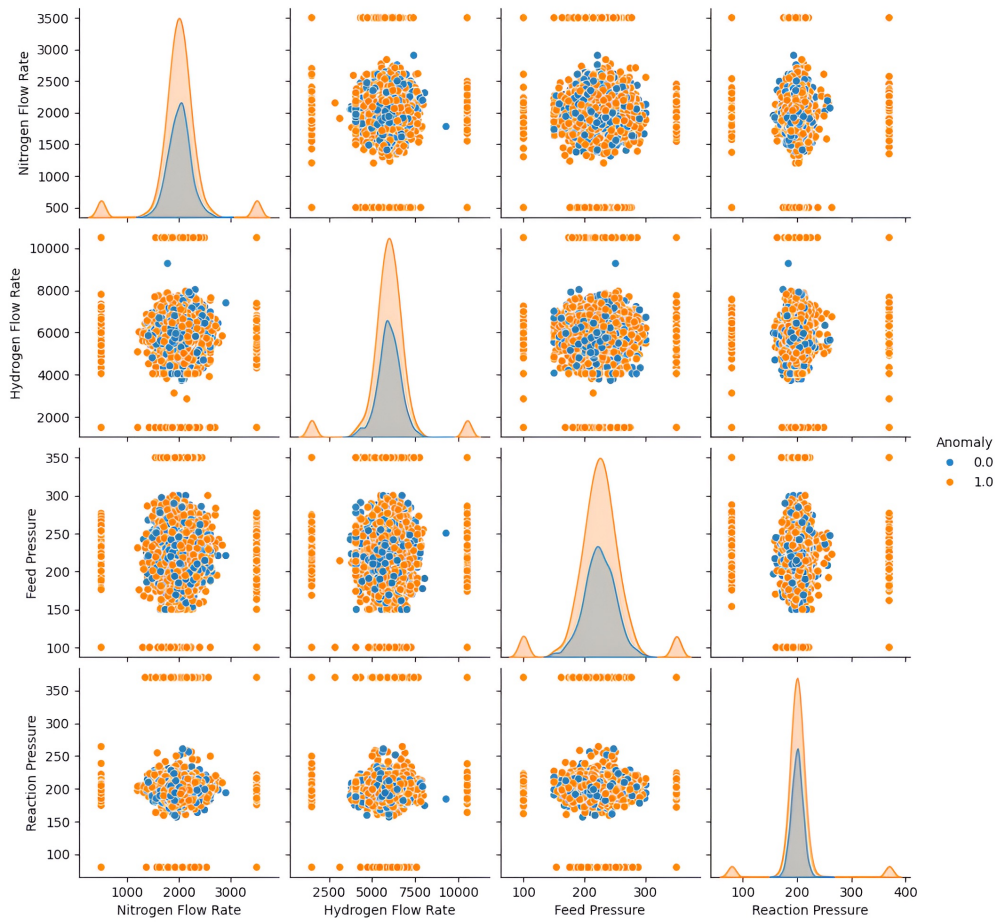 3500
3000
2500
2000
1500
1000
500
Nitrogen Flow Rate
10000
8000
6000
4000
2000
Hydrogen Flow Rate
Anomaly
0.0
1.0
350
300
250
200
150
100
Feed Pressure
350
300
250
200
150
100
Reaction Pressure
1000 2000 3000
2500 5000 7500 10000
100 200 300
100 200 300 400
Nitrogen Flow Rate
Hydrogen Flow Rate
Feed Pressure
Reaction Pressure